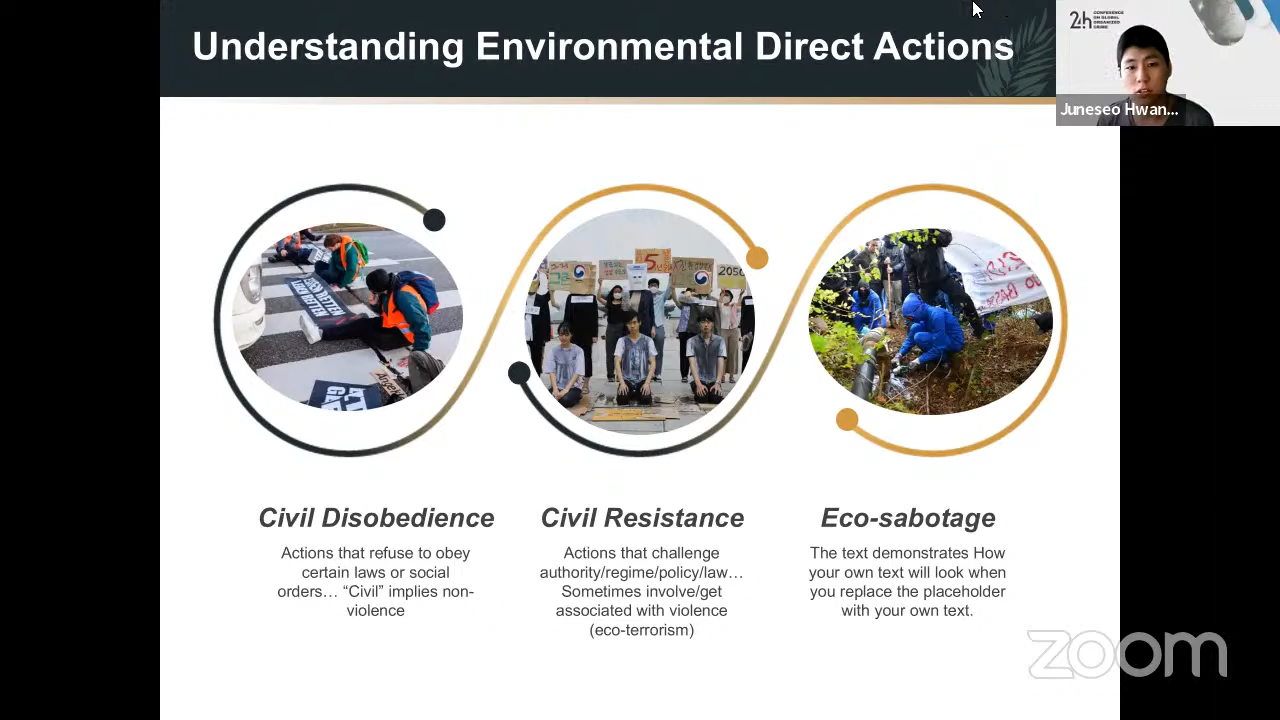 Understanding Environmental Direct Actions
24h CONFERENCE
ON GLOBAL
ORGANIZED
CRIME
Juneseo Hwan...
5
2050
Civil Disobedience
Actions that refuse to obey
certain laws or social
orders… “Civil” implies non-
violence
Civil Resistance
Actions that challenge
authority/regime/policy/law…
Sometimes involve/get
associated with violence
(eco-terrorism)
Eco-sabotage
The text demonstrates How
your own text will look when
you replace the placeholder
with your own text.
zoom